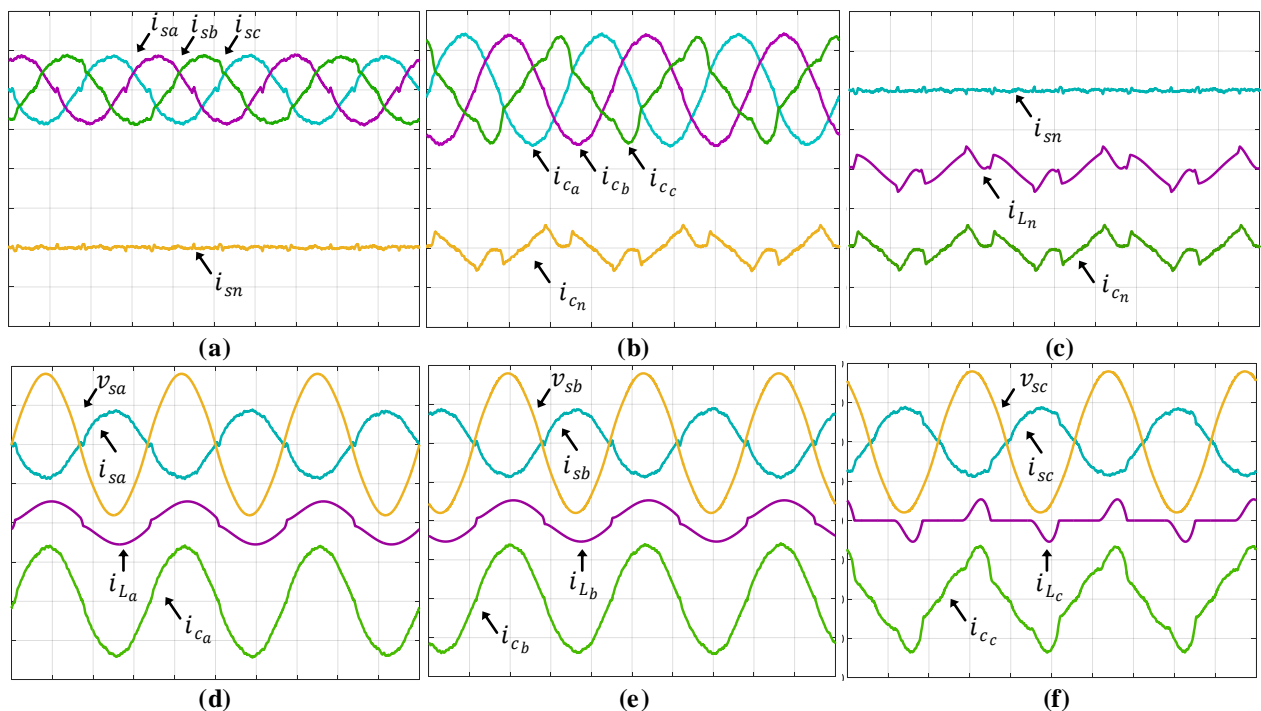 i_sa i_sb i_sc
i_sn
(a)
i_ca i_cb i_cc
i_cn
(b)
i_sn
i_Ln
i_cn
(c)
v_sa
i_sa
i_La
i_ca
(d)
v_sb
i_sb
i_Lb
i_cb
(e)
v_sc
i_sc
i_Lc
i_cc
(f)